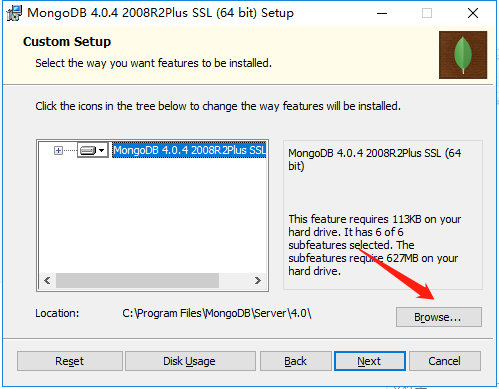 MongoDB 4.0.4 2008R2Plus SSL (64 bit) Setup
Custom Setup
Select the way you want features to be installed.
Click the icons in the tree below to change the way features will be installed.
MongoDB 4.0.4 2008R2Plus SSL
MongoDB 4.0.4 2008R2Plus SSL (64
bit)
This feature requires 113KB on your
hard drive. It has 6 of 6
subfeatures selected. The
subfeatures require 627MB on your
hard drive.
Location: C:\Program Files\MongoDB\Server\4.0\
Browse...
Reset Disk Usage Back Next Cancel